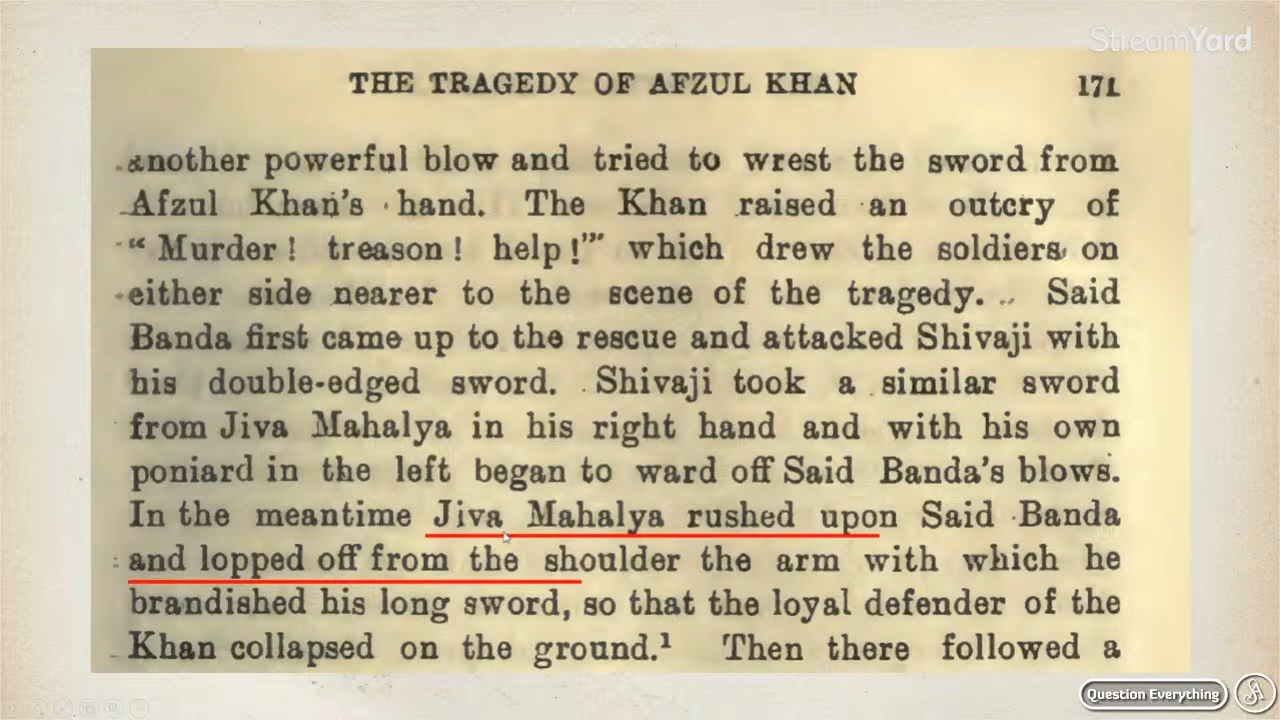 StreamYard
THE TRAGEDY OF AFZUL KHAN 171
another powerful blow and tried to wrest the sword from
Afzul Khan's hand. The Khan raised an outcry of
“ Murder ! treason ! help !”’ which drew the soldiers on
either side nearer to the scene of the tragedy. Said
Banda first came up to the rescue and attacked Shivaji with
his double-edged sword. Shivaji took a similar sword
from Jiva Mahalya in his right hand and with his own
poniard in the left began to ward off Said Banda's blows.
In the meantime Jiva Mahalya rushed upon Said Banda
and lopped off from the shoulder the arm with which he
brandished his long sword, so that the loyal defender of the
Khan collapsed on the ground.¹ Then there followed a
Question Everything